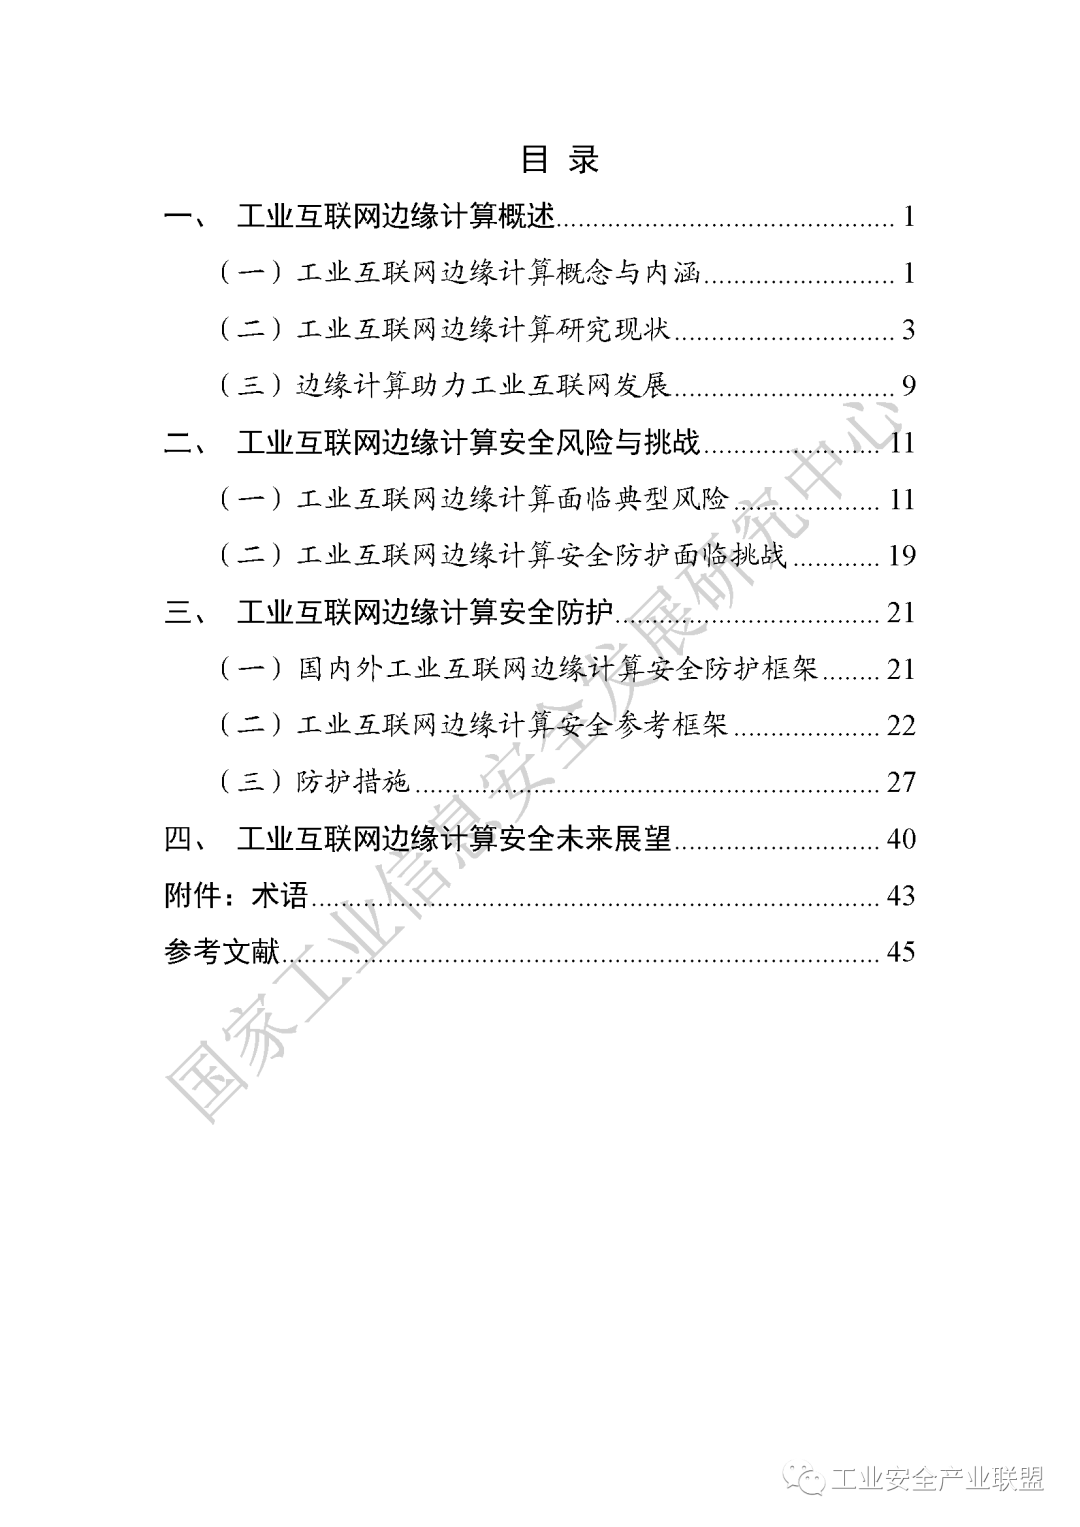 目 录
一、 工业互联网边缘计算概述 1
（一）工业互联网边缘计算概念与内涵 1
（二）工业互联网边缘计算研究现状 3
（三）边缘计算助力工业互联网发展 9
二、 工业互联网边缘计算安全风险与挑战 11
（一）工业互联网边缘计算面临典型风险 11
（二）工业互联网边缘计算安全防护面临挑战 19
三、 工业互联网边缘计算安全防护 21
（一）国内外工业互联网边缘计算安全防护框架 21
（二）工业互联网边缘计算安全参考框架 22
（三）防护措施 27
四、 工业互联网边缘计算安全未来展望 40
附件：术语 43
参考文献 45
国家工业信息安全发展研究中心
工业安全产业联盟